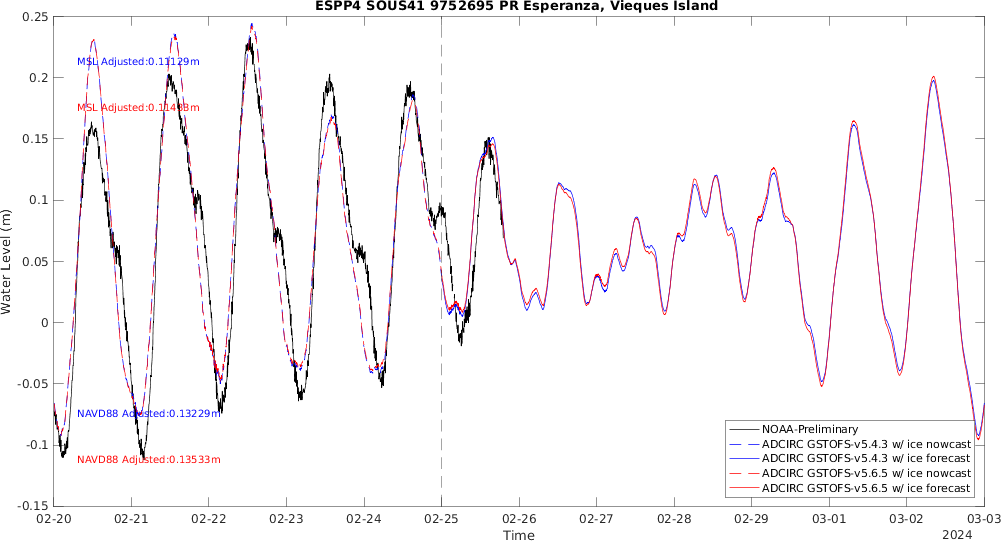 ESPP4 SOUS41 9752695 PR Esperanza, Vieques Island
0.25
0.2
0.15
0.1
0.05
0
-0.05
-0.1
-0.15
Water Level (m)
MSL Adjusted:0.11129m
MSL Adjusted:
NAVD88 Adjusted:0.13229m
NAVD88 Adjusted:0.13533m
NOAA-Preliminary
ADCIRC GSTOFS-v5.4.3 w/ ice nowcast
ADCIRC GSTOFS-v5.4.3 w/ ice forecast
ADCIRC GSTOFS-v5.6.5 w/ ice nowcast
ADCIRC GSTOFS-v5.6.5 w/ ice forecast
02-20 02-21 02-22 02-23 02-24 02-25 02-26 02-27 02-28 02-29 03-01 03-02 03-03
Time
2024